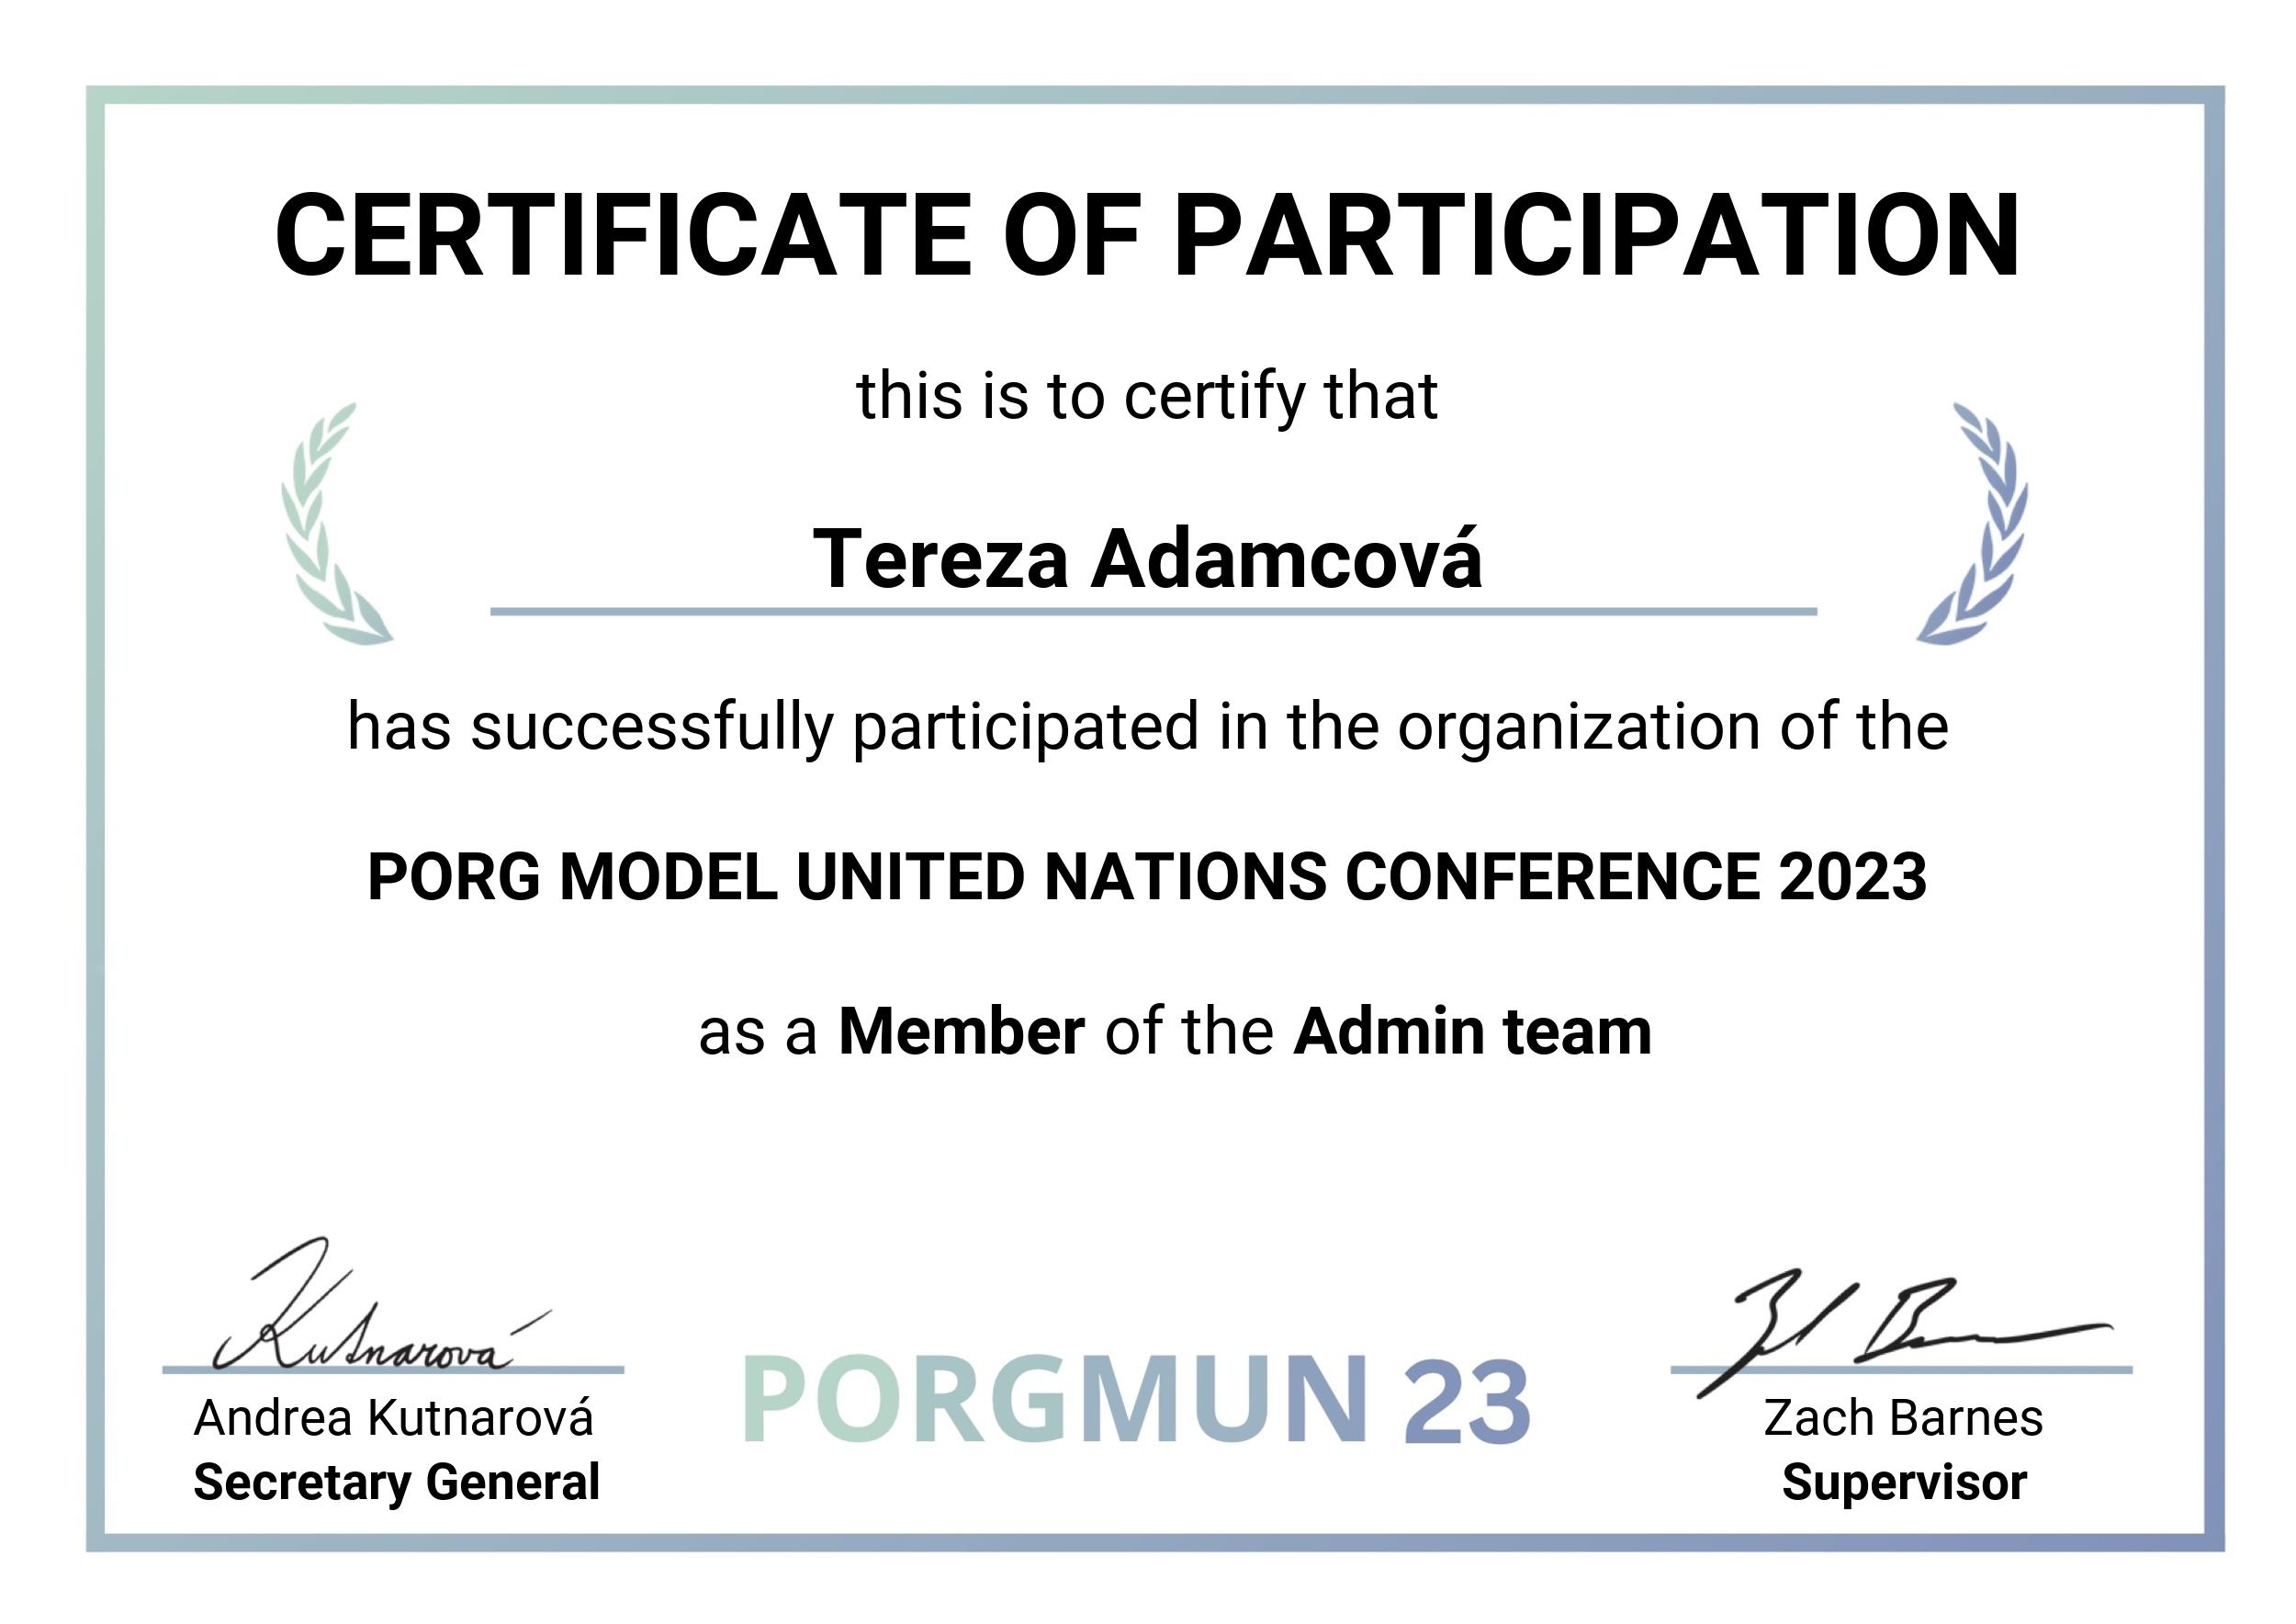 CERTIFICATE OF PARTICIPATION
this is to certify that
Tereza Adamcová
has successfully participated in the organization of the
PORG MODEL UNITED NATIONS CONFERENCE 2023
as a Member of the Admin team
Kutnarová
Andrea Kutnarová
Secretary General
PORGMUN 23
Zach Barnes
Supervisor